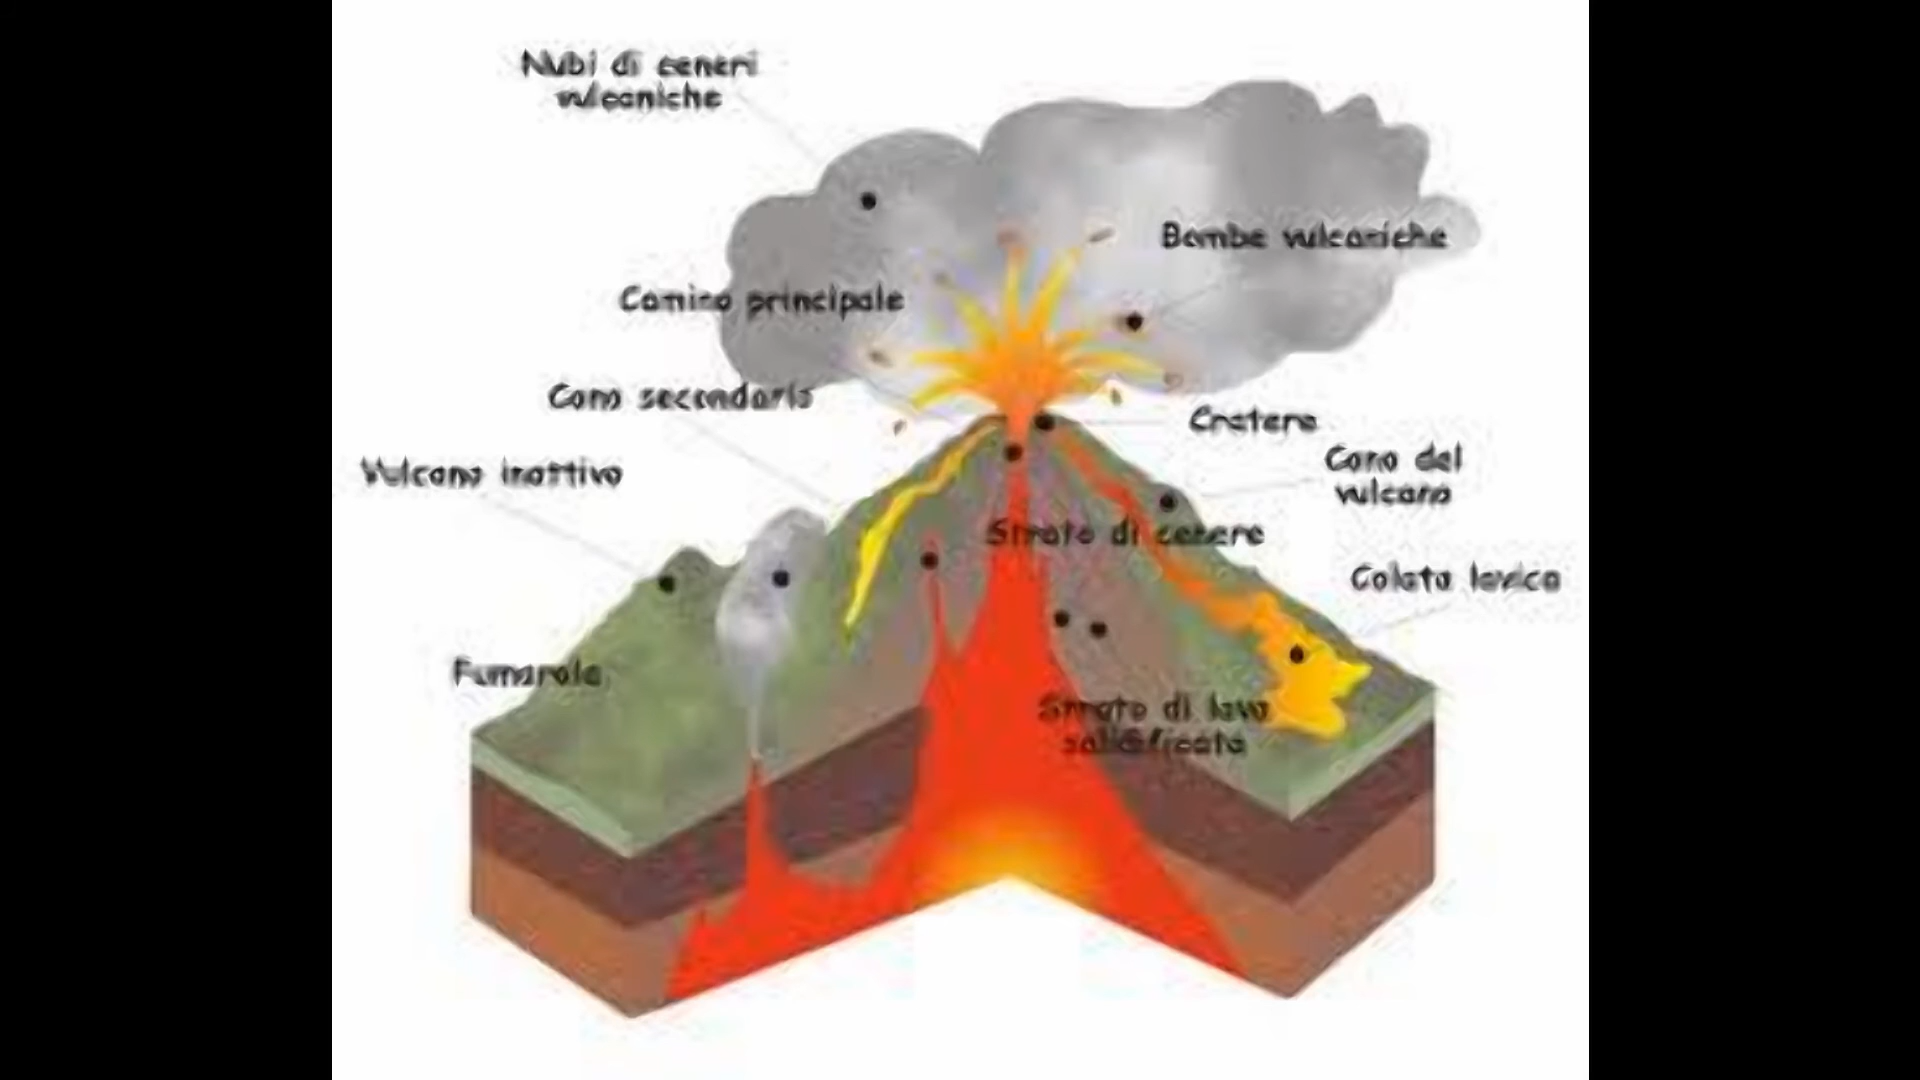 Nubi di ceneri
vulcaniche
Bombe vulcaniche
Camino principale
Cono secondario
Cratere
Vulcano inattivo
Cono del
vulcano
Strato di cenere
Colata lavica
Fumarola
Strato di lava
solidificata